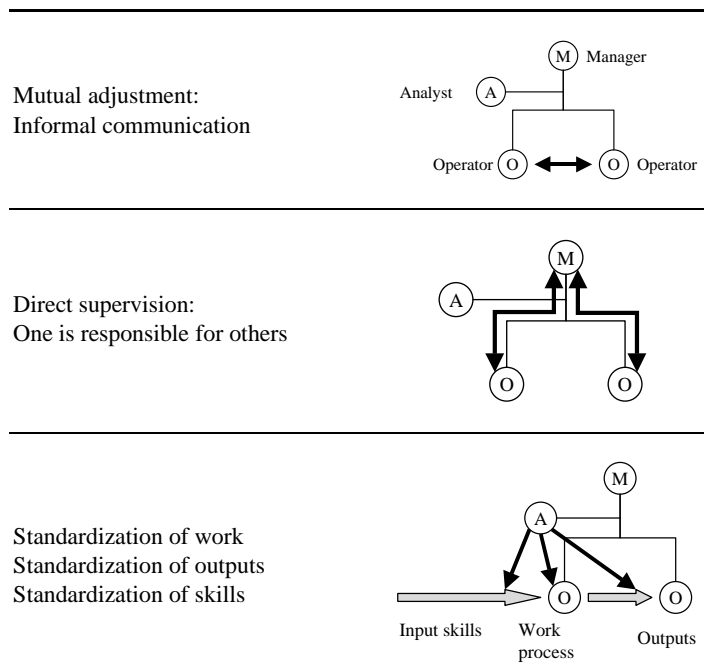 Mutual adjustment:
Informal communication
M Manager
Analyst A
Operator O O Operator
Direct supervision:
One is responsible for others
M
A
O O
Standardization of work
Standardization of outputs
Standardization of skills
M
A
O O
Input skills Work process Outputs